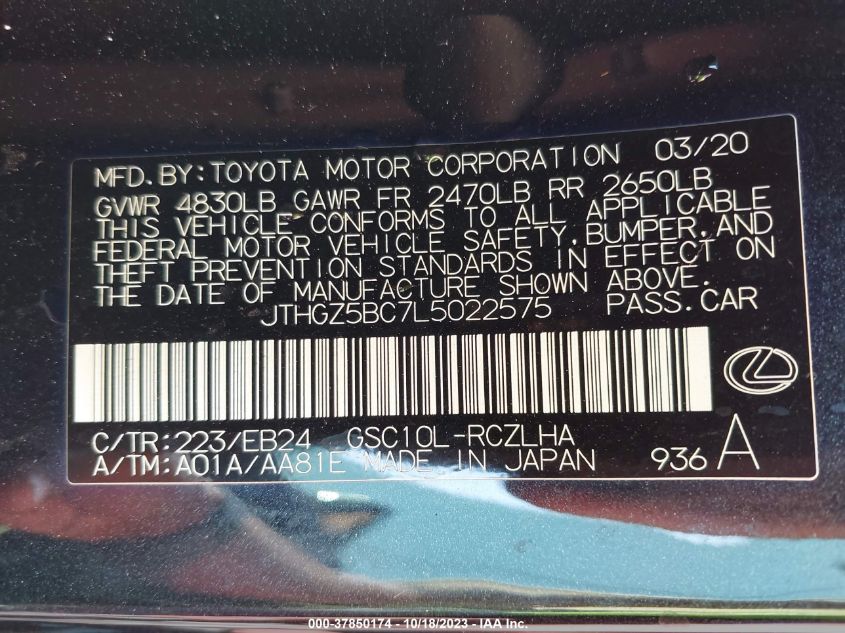 MFD.BY:TOYOTA MOTOR CORPORATION 03/20
GVWR 4830LB GAWR FR 2470LB RR 2650LB
THIS VEHICLE CONFORMS TO ALL APPLICABLE
FEDERAL MOTOR VEHICLE SAFETY,BUMPER,AND
THEFT PREVENTION STANDARDS IN EFFECT ON
THE DATE OF MANUFACTURE SHOWN ABOVE.
JTHGZ5BC7L5022575 PASS.CAR
C/TR:223/EB24 GSC10L-RCZLHA
A/TM:A01A/AA81E MADE IN JAPAN 936 A
000-37850174 - 10/18/2023 - IAA Inc.